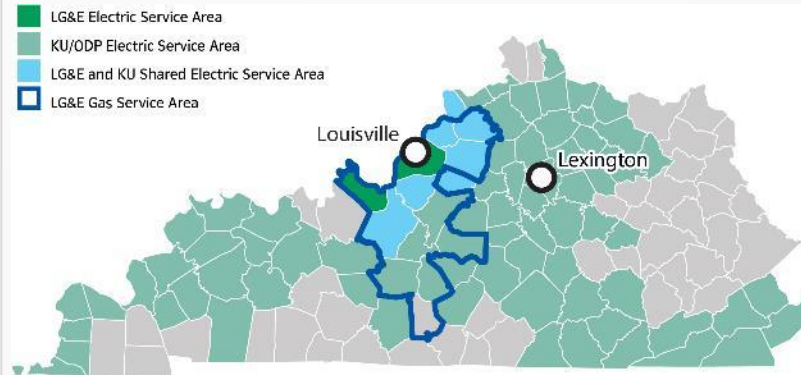 LG&E Electric Service Area
KU/ODP Electric Service Area
LG&E and KU Shared Electric Service Area
LG&E Gas Service Area
Louisville
Lexington